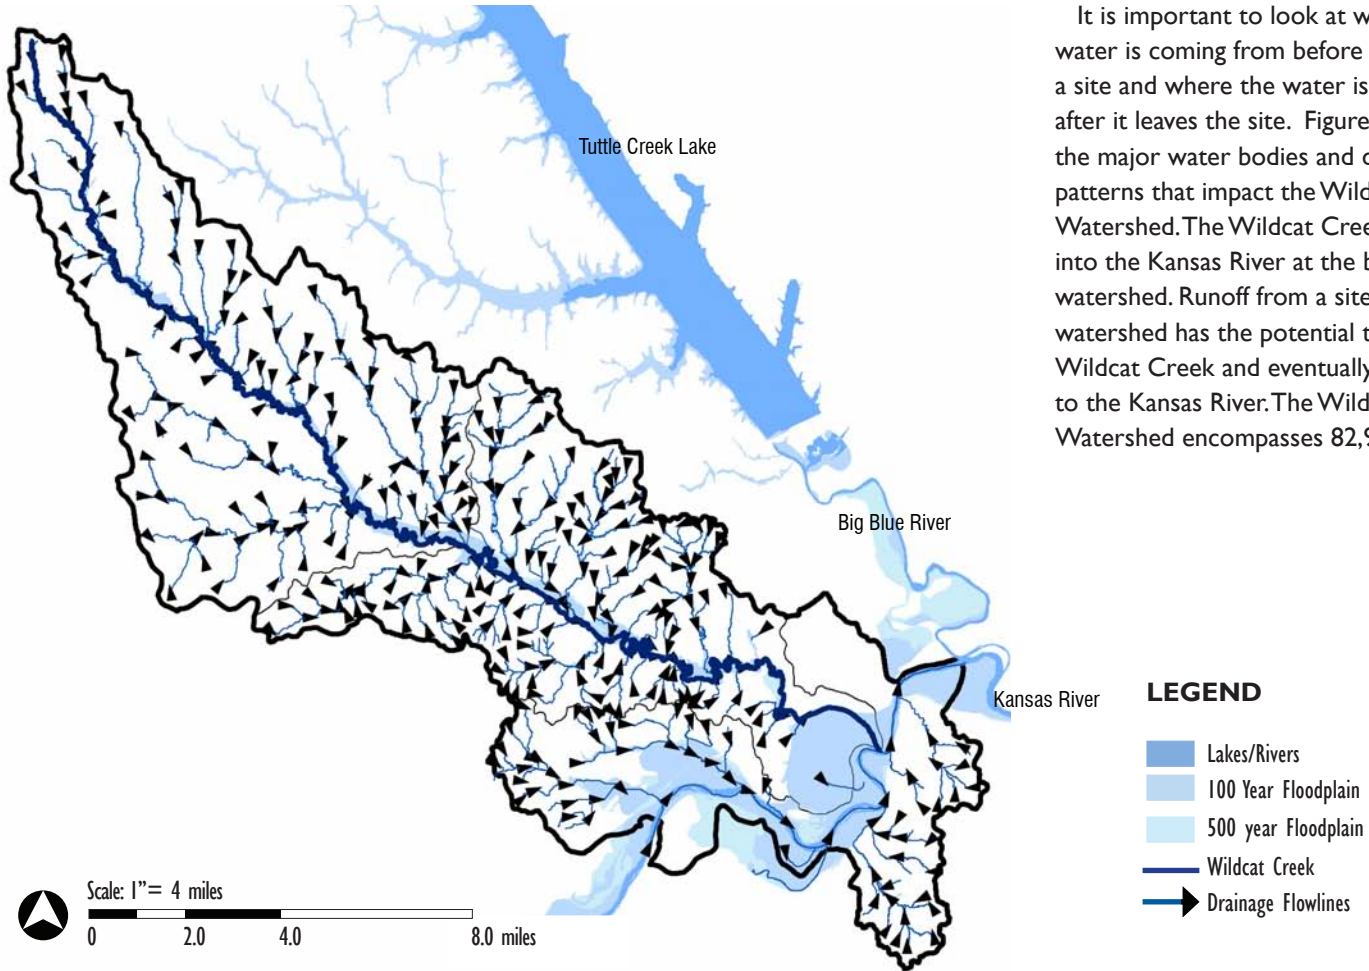 It is important to look at w
water is coming from before
a site and where the water is
after it leaves the site. Figure
the major water bodies and
patterns that impact the Wild
Watershed. The Wildcat Cree
into the Kansas River at the b
watershed. Runoff from a site
watershed has the potential t
Wildcat Creek and eventually
to the Kansas River. The Wild
Watershed encompasses 82,9
Tuttle Creek Lake
Big Blue River
Kansas River
LEGEND
Lakes/Rivers
100 Year Floodplain
500 year Floodplain
Wildcat Creek
Drainage Flowlines
Scale: 1"= 4 miles
0 2.0 4.0 8.0 miles